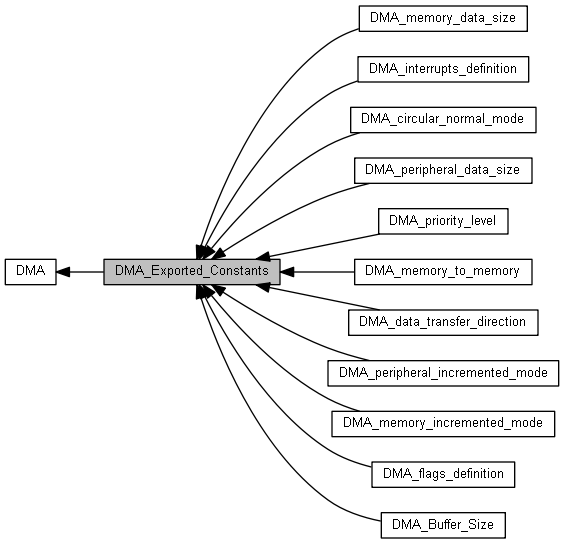 DMA_memory_data_size
DMA_interrupts_definition
DMA_circular_normal_mode
DMA_peripheral_data_size
DMA_priority_level
DMA
DMA_Exported_Constants
DMA_memory_to_memory
DMA_data_transfer_direction
DMA_peripheral_incremented_mode
DMA_memory_incremented_mode
DMA_flags_definition
DMA_Buffer_Size